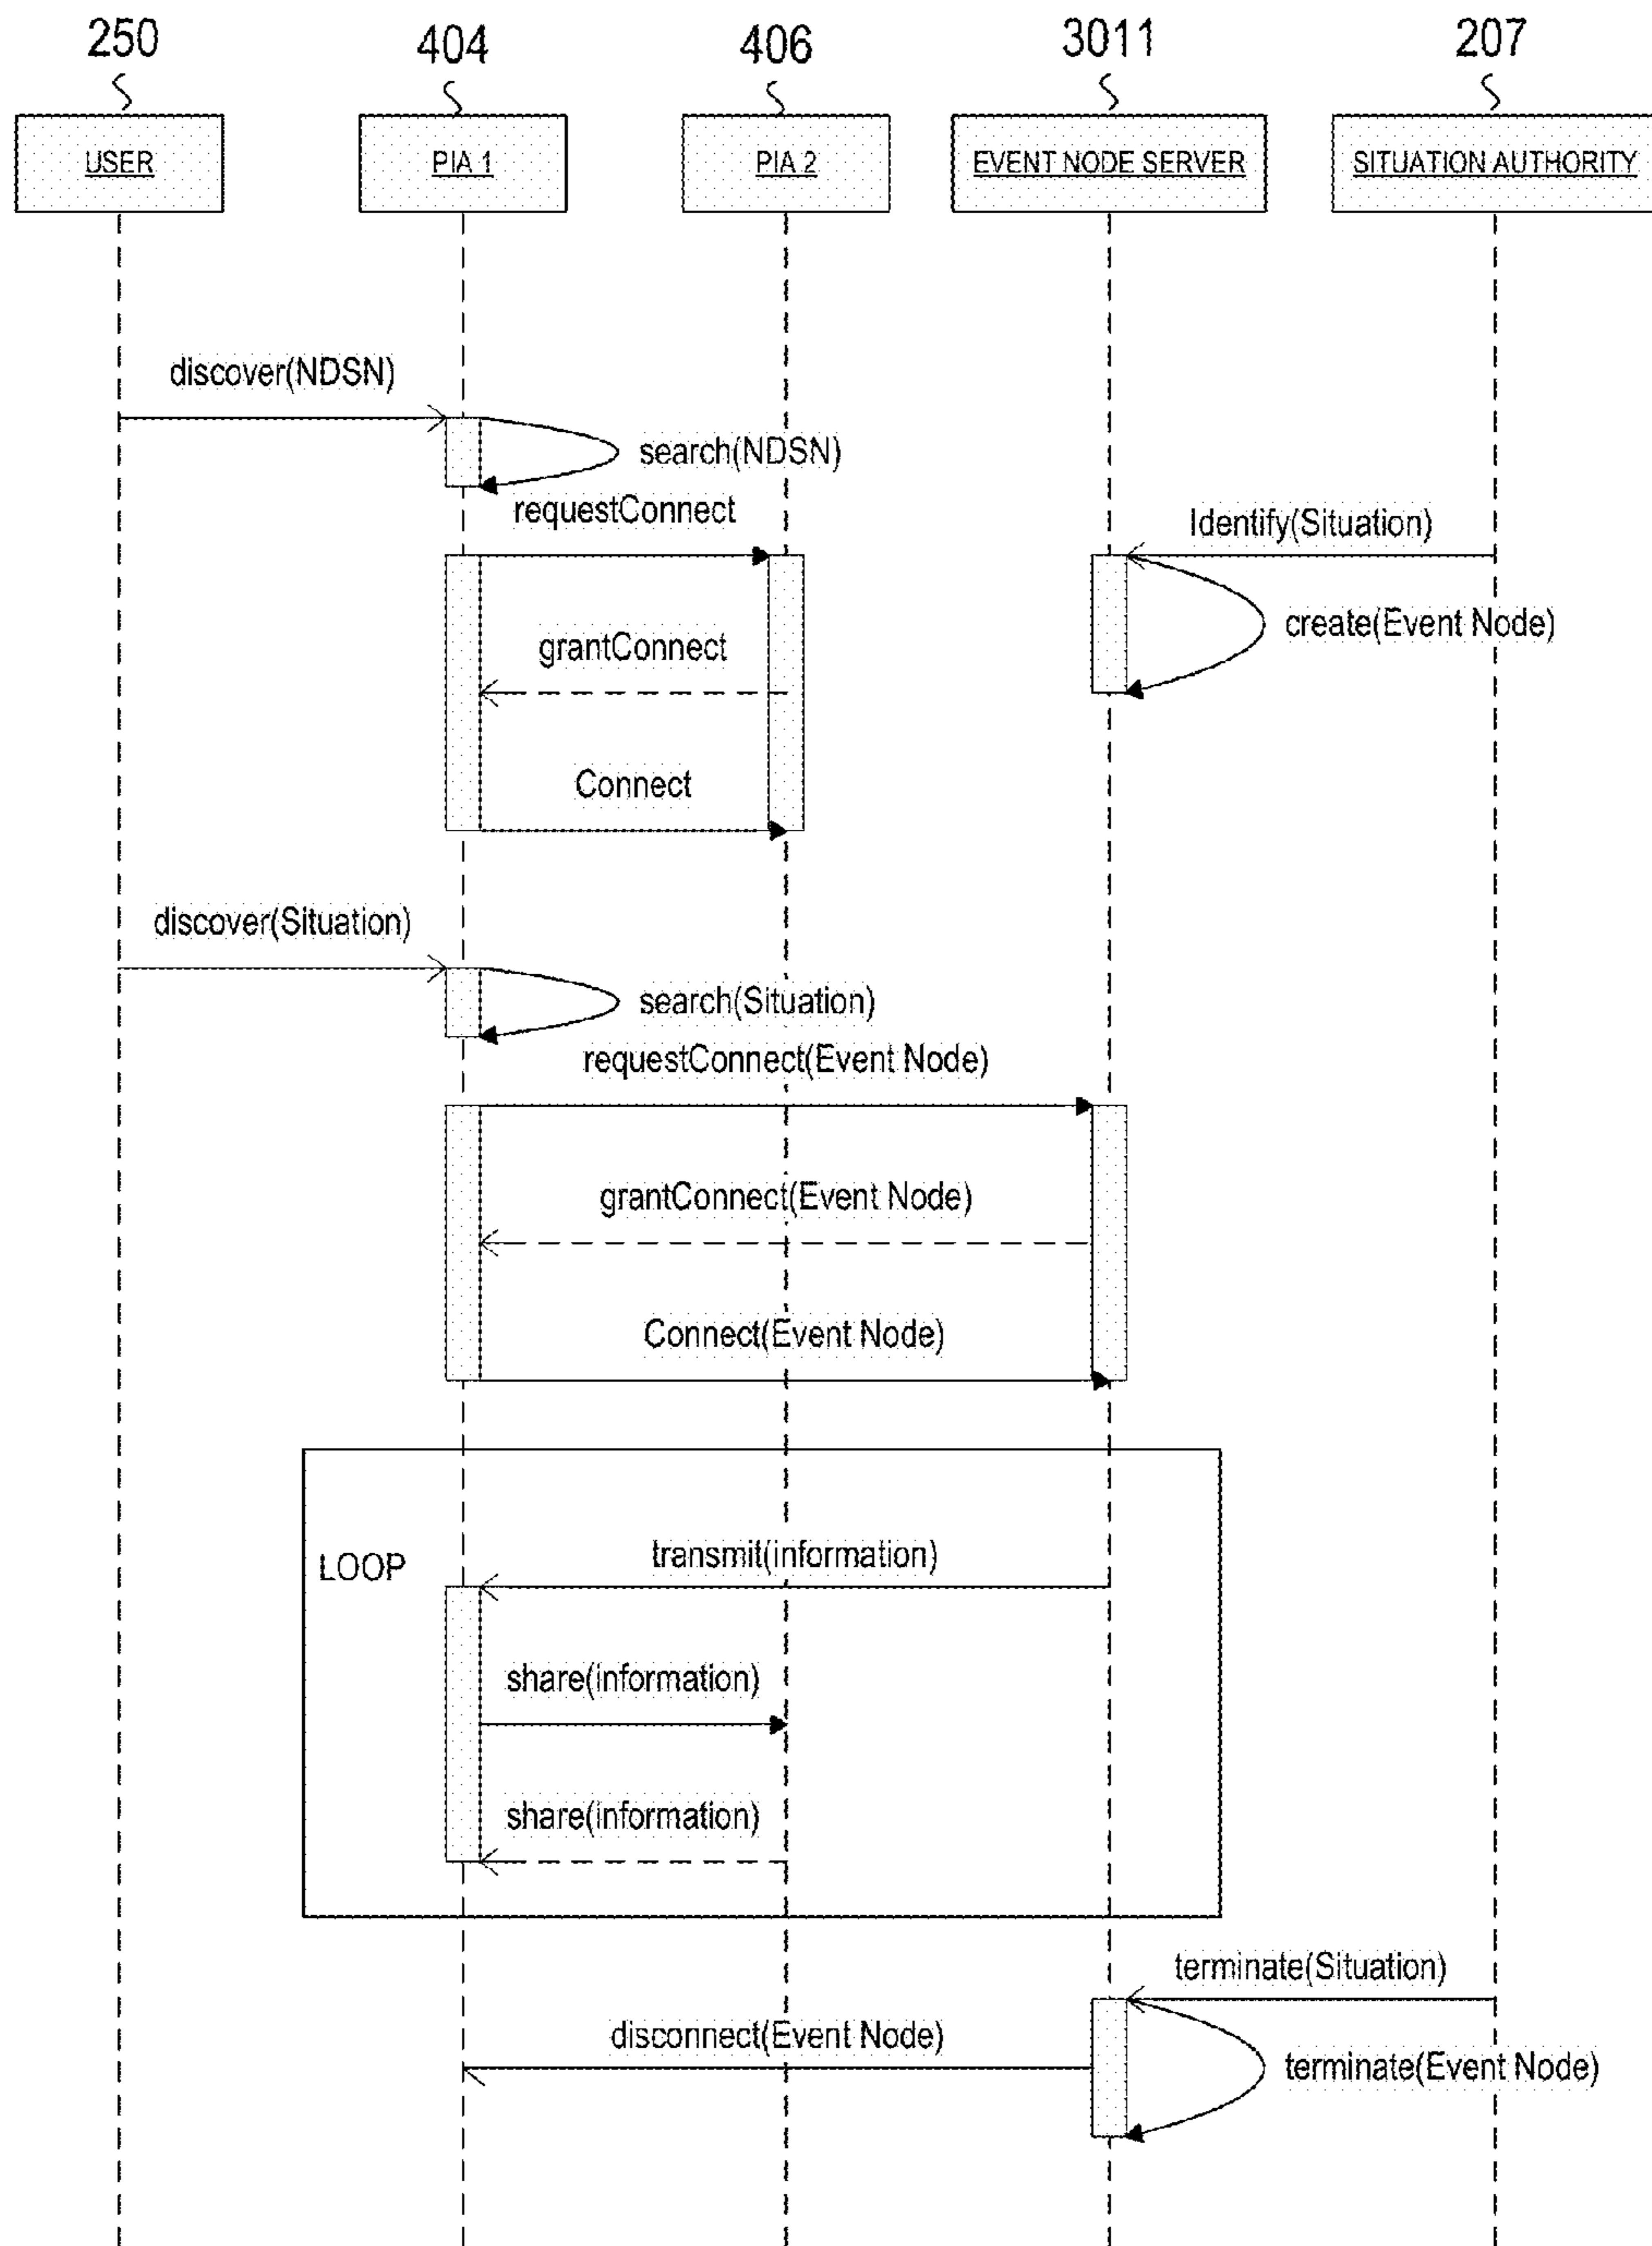 250
404
406
3011
207
USER
PIA 1
PIA 2
EVENT NODE SERVER
SITUATION AUTHORITY
discover(NDSN)
search(NDSN)
requestConnect
Identify(Situation)
create(Event Node)
grantConnect
Connect
discover(Situation)
search(Situation)
requestConnect(Event Node)
grantConnect(Event Node)
Connect(Event Node)
LOOP
transmit(information)
share(information)
share(information)
terminate(Situation)
disconnect(Event Node)
terminate(Event Node)